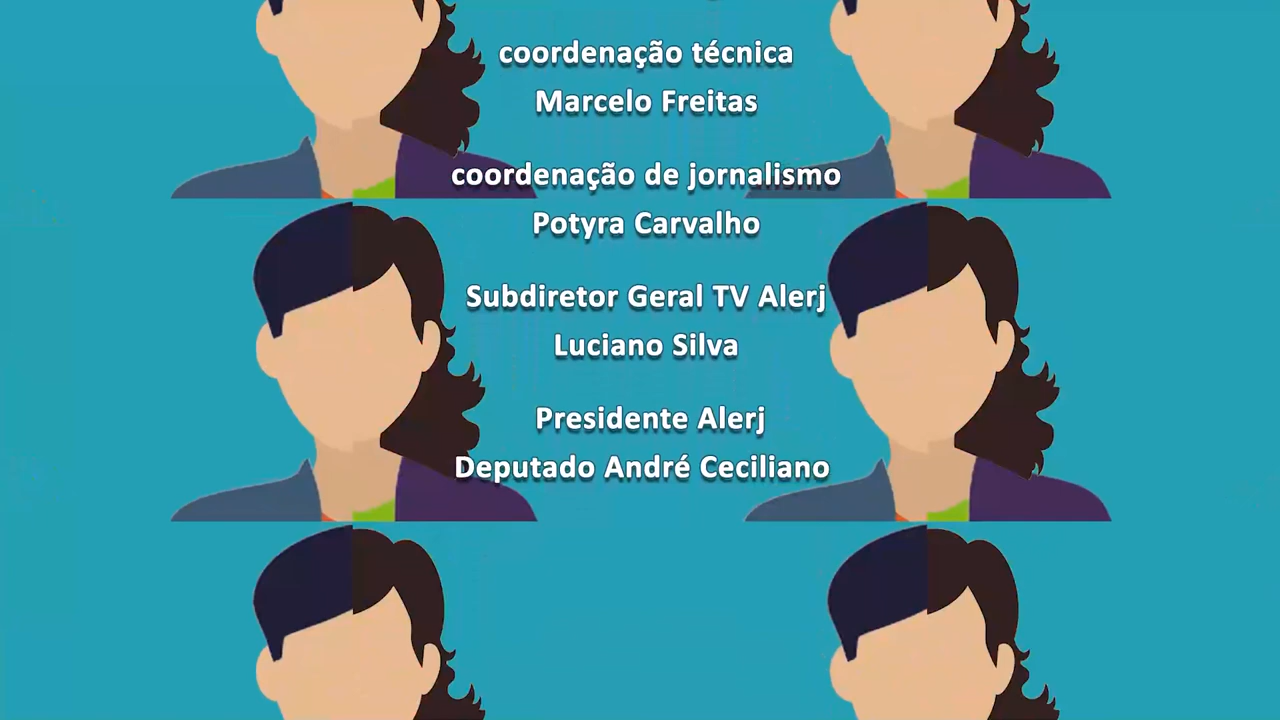 coordenação técnica
Marcelo Freitas
coordenação de jornalismo
Potyra Carvalho
Subdiretor Geral TV Alerj
Luciano Silva
Presidente Alerj
Deputado André Ceciliano